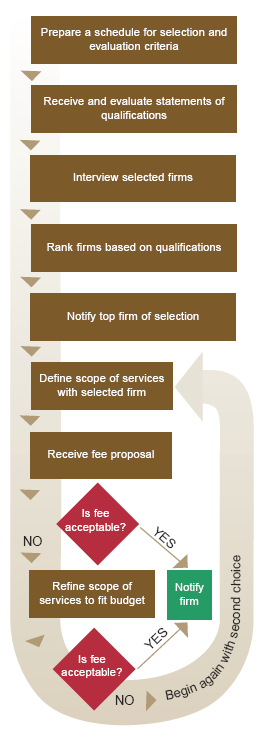 Prepare a schedule for selection and
evaluation criteria
Receive and evaluate statements of
qualifications
Interview selected firms
Rank firms based on qualifications
Notify top firm of selection
Define scope of services
with selected firm
Receive fee proposal
Is fee
acceptable?
YES
NO
Refine scope of
services to fit budget
Notify
firm
YES
Is fee
acceptable?
NO
Begin again with second choice